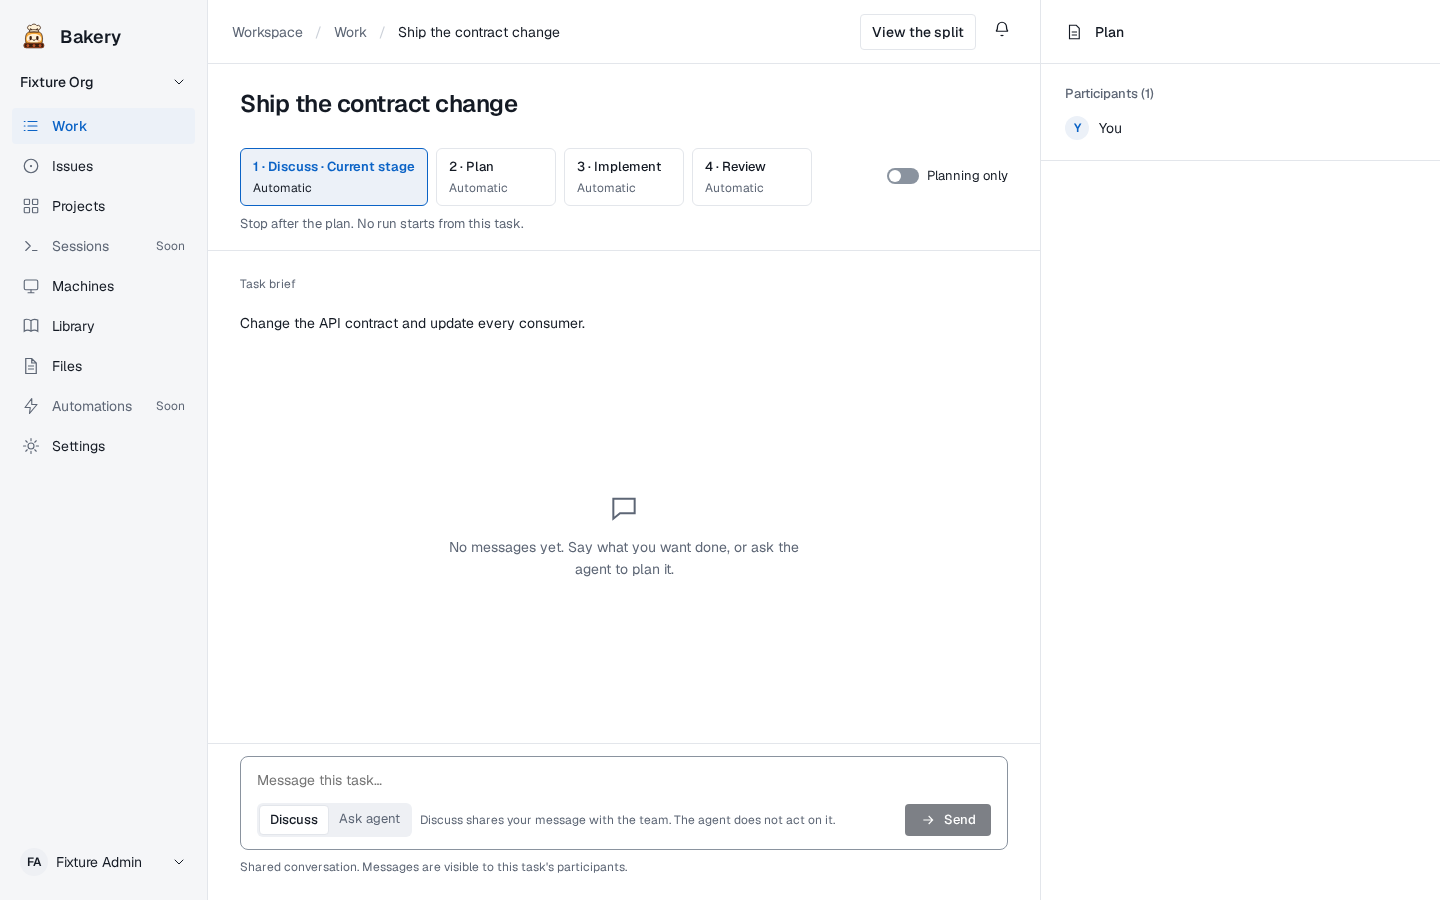 Bakery
Fixture Org
Work
Issues
Projects
Sessions Soon
Machines
Library
Files
Automations Soon
Settings
FA Fixture Admin
Workspace / Work / Ship the contract change
View the split
Ship the contract change
1 · Discuss · Current stage
Automatic
2 · Plan
Automatic
3 · Implement
Automatic
4 · Review
Automatic
Planning only
Stop after the plan. No run starts from this task.
Task brief
Change the API contract and update every consumer.
No messages yet. Say what you want done, or ask the
agent to plan it.
Message this task...
Discuss Ask agent Discuss shares your message with the team. The agent does not act on it. Send
Shared conversation. Messages are visible to this task's participants.
Plan
Participants (1)
Y You